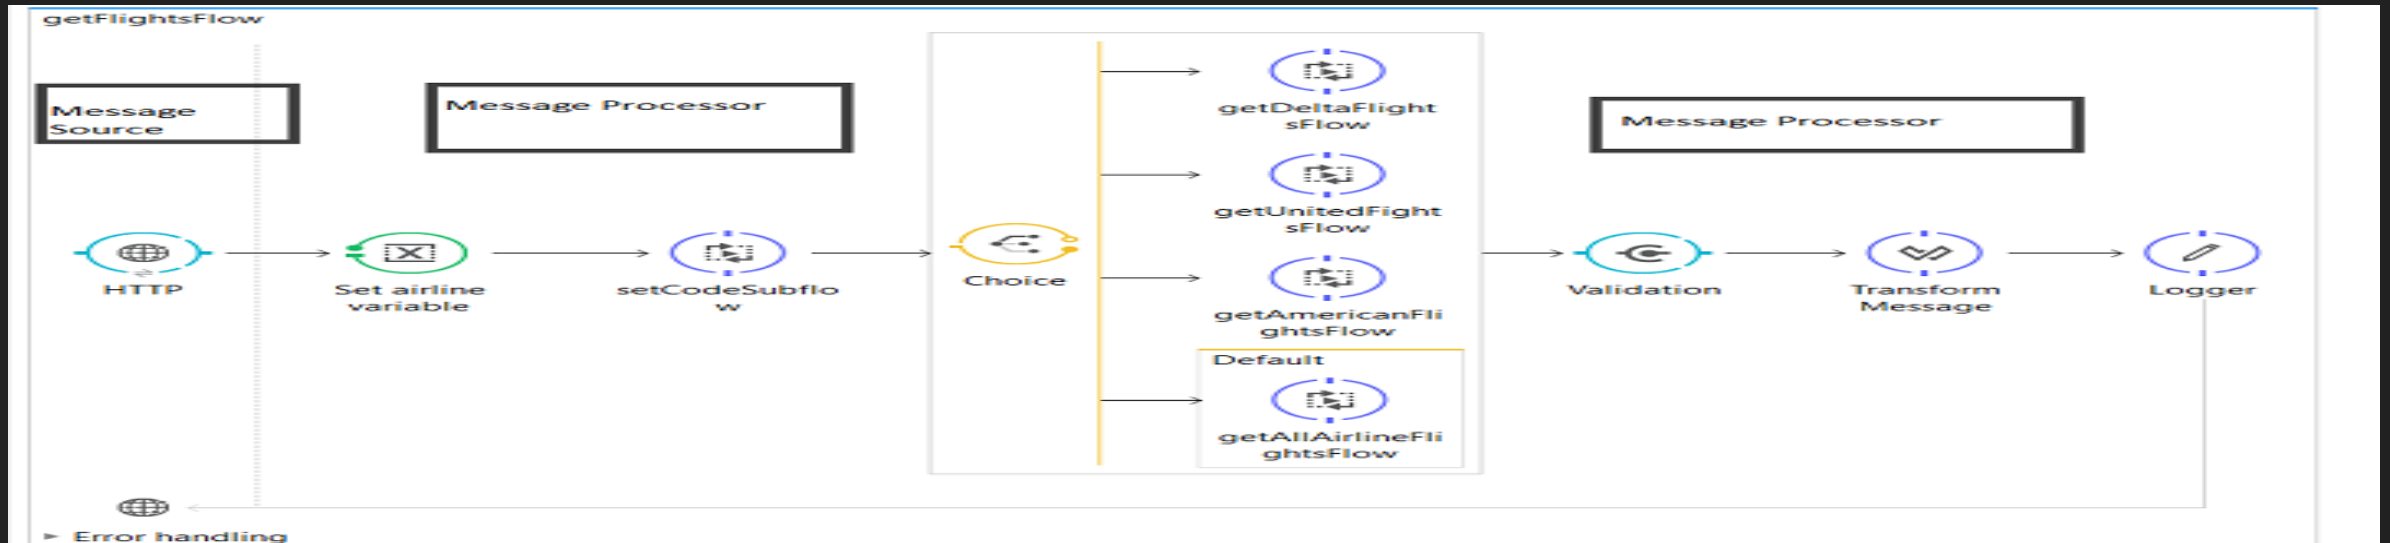 getFlightsFlow
Message
Source
Message Processor
Message Processor
HTTP
Set airline
variable
setCodeSubflo
w
Choice
getDeltaFlight
sFlow
getUnitedFight
sFlow
getAmericanFli
ghtsFlow
Default
getAllAirlineFli
ghtsFlow
Validation
Transform
Message
Logger
Error handling